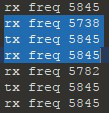 rx freq 5845
rx freq 5738
tx freq 5845
rx freq 5845
rx freq 5782
tx freq 5845
rx freq 5845